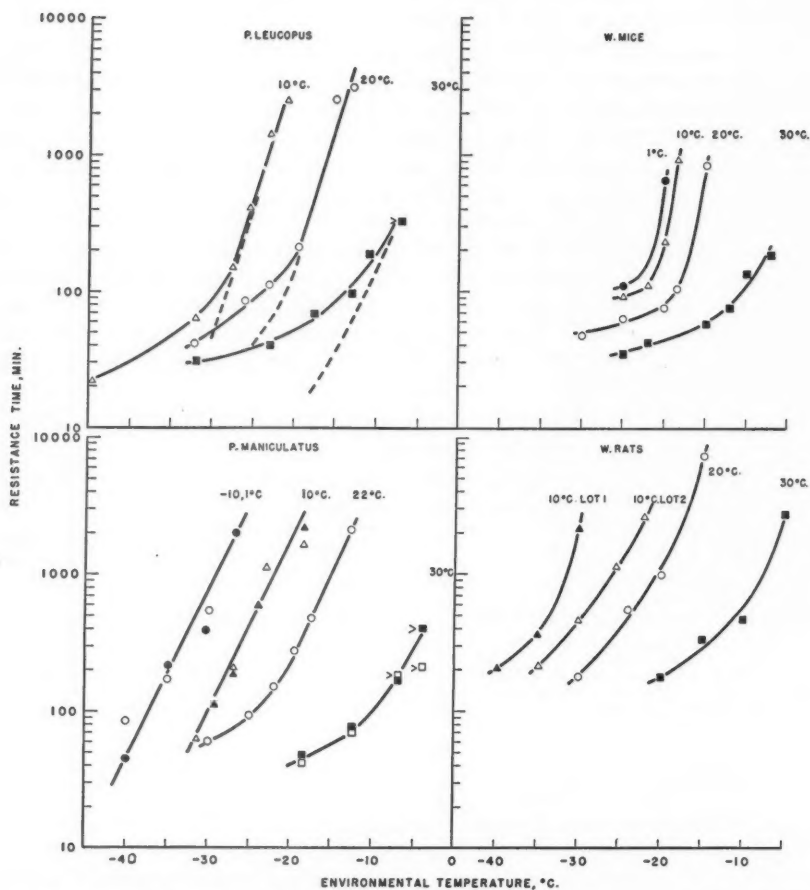 10000
P. LEUCOPUS
W. MICE
10°C.
20°C.
30°C.
1°C.
10°C. 20°C.
30°C.
1000
100
10
RESISTANCE TIME, MIN.
10000
P. MANICULATUS
W. RATS
-10,1°C
10°C.
22°C.
30°C
10°C. LOT 1
10°C. LOT 2
20°C.
30°C.
1000
100
10
-40
-30
-20
-10
0
-40
-30
-20
-10
ENVIRONMENTAL TEMPERATURE, °C.